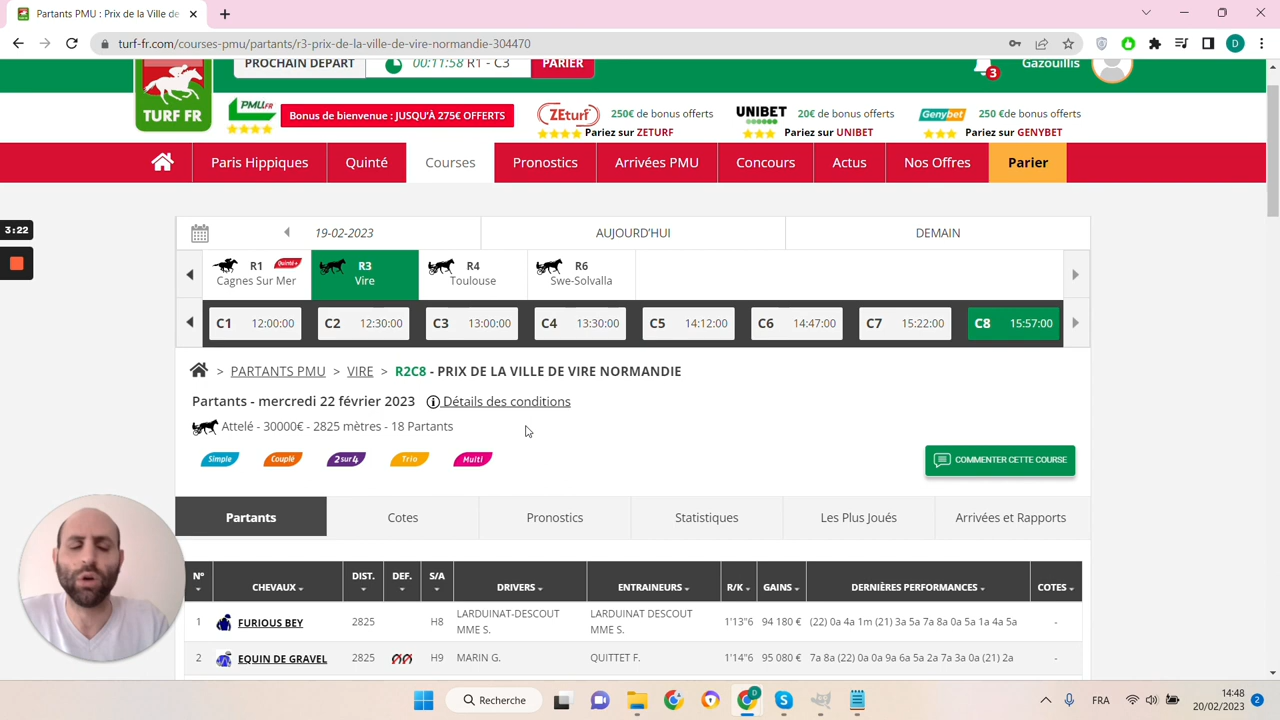 Partants PMU : Prix de la Ville de
turf-fr.com/courses-pmu/partants/r3-prix-de-la-ville-de-vire-normandie-304470
D
PROCHAIN DEPART
00:11:58 R1 - C3
PARIER
3
Gazouillis
TURF FR
PMU.FR
Bonus de bienvenue : JUSQU'À 275€ OFFERTS
ZEturf
250€ de bonus offerts
Pariez sur ZETURF
UNIBET
20€ de bonus offerts
Pariez sur UNIBET
Genybet
250 €de bonus offerts
Pariez sur GENYBET
Paris Hippiques
Quinté
Courses
Pronostics
Arrivées PMU
Concours
Actus
Nos Offres
Parier
3:22
19-02-2023
AUJOURD'HUI
DEMAIN
R1
Quinté+
Cagnes Sur Mer
R3
Vire
R4
Toulouse
R6
Swe-Solvalla
C1 12:00:00
C2 12:30:00
C3 13:00:00
C4 13:30:00
C5 14:12:00
C6 14:47:00
C7 15:22:00
C8 15:57:00
> PARTANTS PMU > VIRE > R2C8 - PRIX DE LA VILLE DE VIRE NORMANDIE
Partants - mercredi 22 février 2023
Détails des conditions
Attelé - 30000€ - 2825 mètres - 18 Partants
Simple
Couplé
2sur4
Trio
Multi
COMMENTER CETTE COURSE
Partants
Cotes
Pronostics
Statistiques
Les Plus Joués
Arrivées et Rapports
N° CHEVAUX DIST. DEF. S/A DRIVERS ENTRAINEURS R/K GAINS DERNIÈRES PERFORMANCES COTES
1 FURIOUS BEY 2825 H8 LARDUINAT-DESCOUT MME S. LARDUINAT DESCOUT MME S. 1'13"6 94 180 € (22) 0a 4a 1m (21) 3a 5a 7a 8a 0a 5a 1a 4a 5a -
2 EQUIN DE GRAVEL 2825 H9 MARIN G. QUITTET F. 1'14"6 95 080 € 7a 8a (22) 0a 0a 9a 6a 5a 2a 7a 3a 0a (21) 2a -
Recherche
D
FRA
14:48
20/02/2023
2